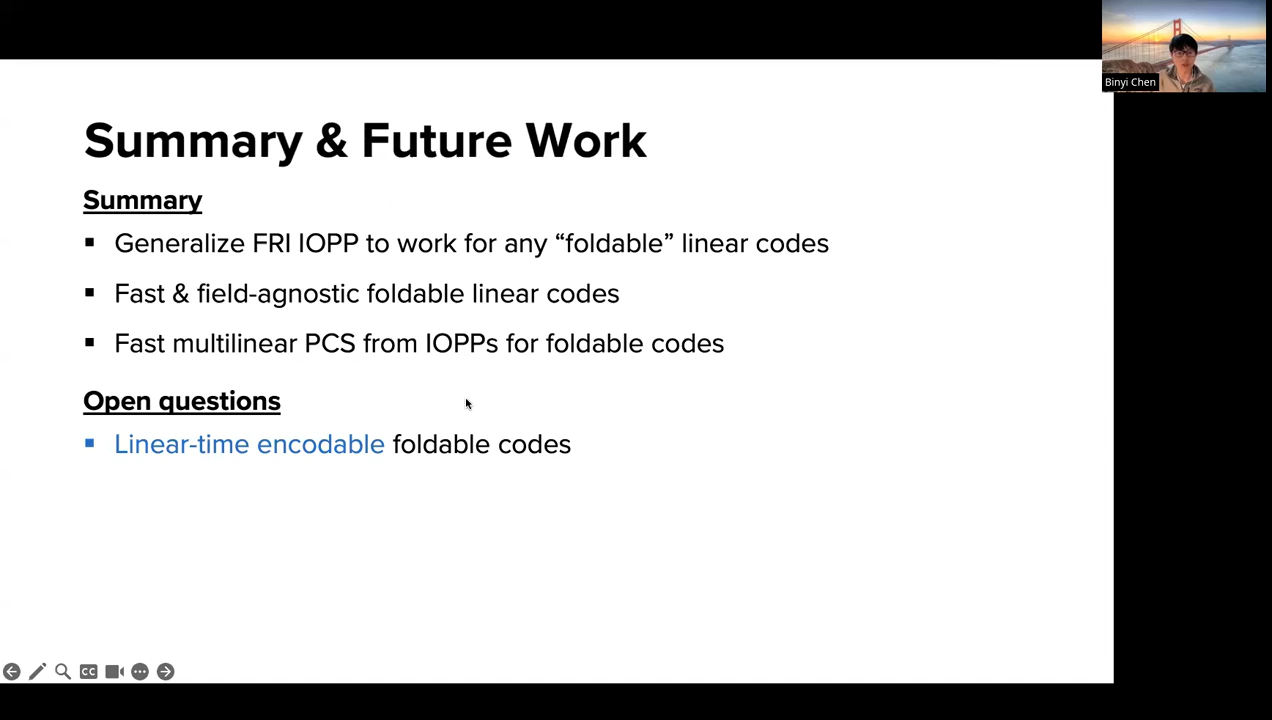 Binyi Chen
Summary & Future Work
Summary
▪ Generalize FRI IOPP to work for any “foldable” linear codes
▪ Fast & field-agnostic foldable linear codes
▪ Fast multilinear PCS from IOPPs for foldable codes
Open questions
▪ Linear-time encodable foldable codes
CC